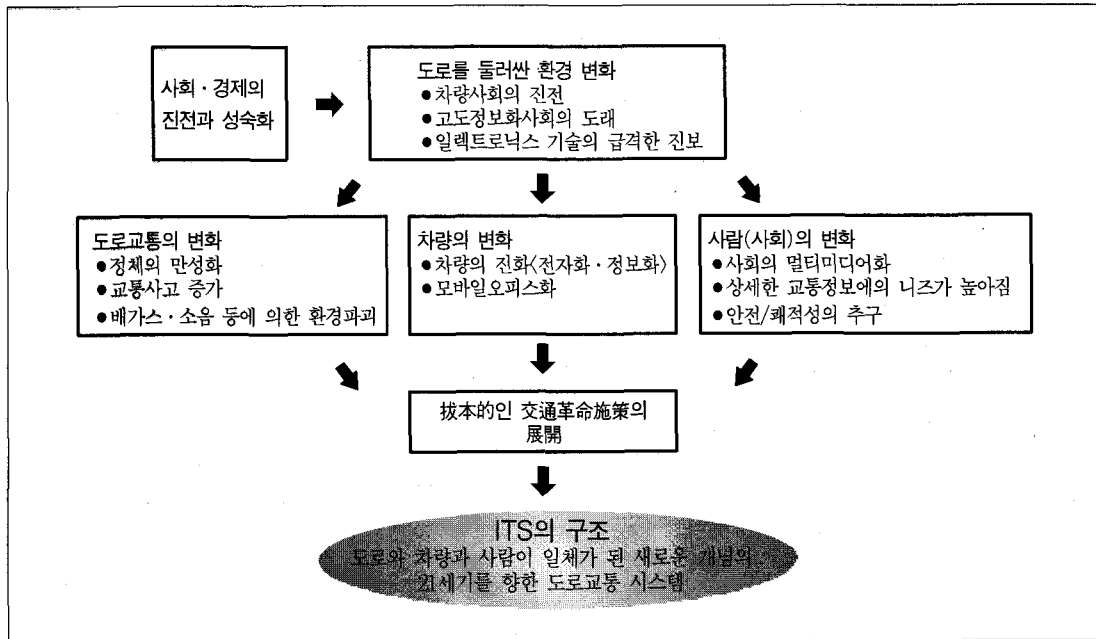 사회 · 경제의
진전과 성숙화
도로를 둘러싼 환경 변화
● 차량사회의 진전
● 고도정보화사회의 도래
● 일렉트로닉스 기술의 급격한 진보
도로교통의 변화
● 정체의 만성화
● 교통사고 증가
● 배가스 · 소음 등에 의한 환경파괴
차량의 변화
● 차량의 진화〈전자화 · 정보화〉
● 모바일오피스화
사람(사회)의 변화
● 사회의 멀티미디어화
● 상세한 교통정보에의 니즈가 높아짐
● 안전/쾌적성의 추구
拔本的인 交通革命施策의
展開
ITS의 구조
도로와 차량과 사람이 일체가 된 새로운 개념의
21세기를 향한 도로교통 시스템